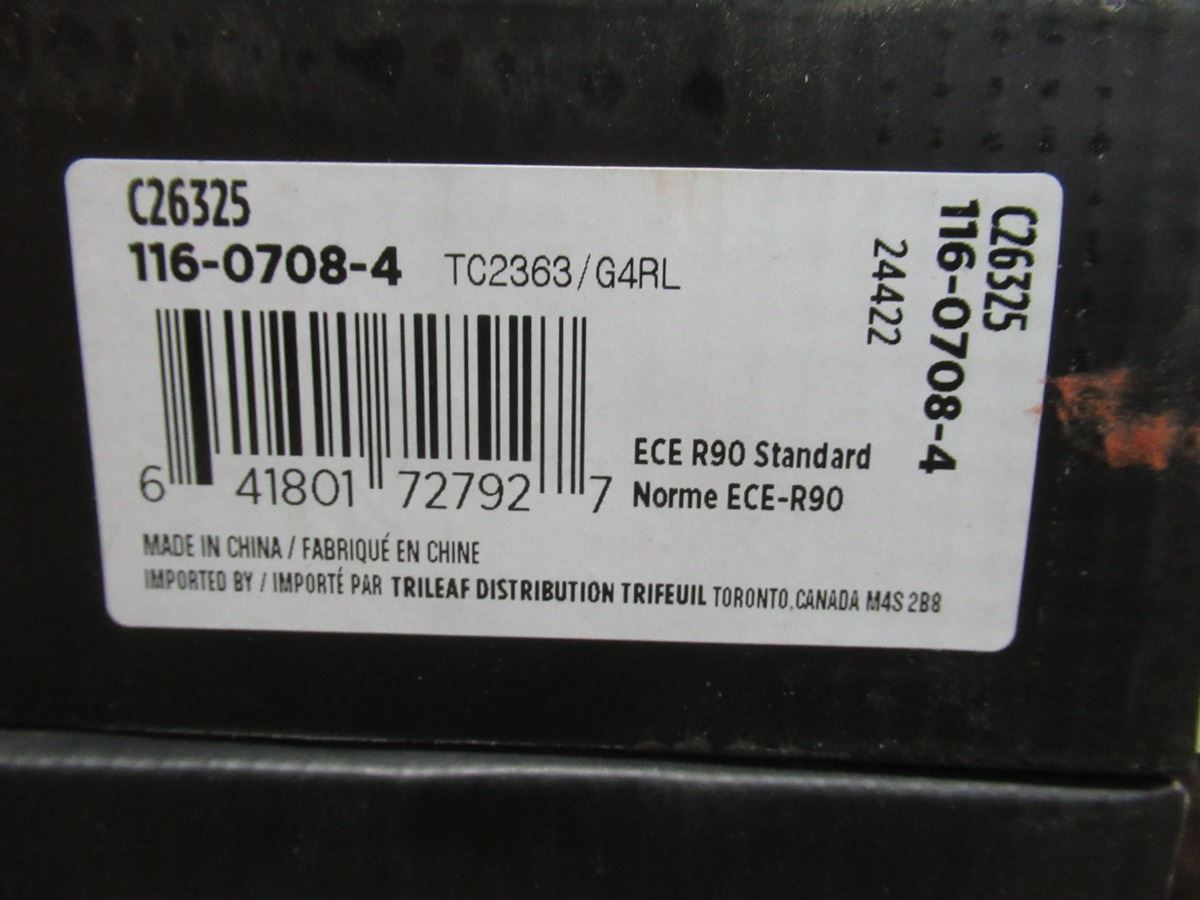 C26325
116-0708-4 TC2363/G4RL
6 41801 72792 7
ECE R90 Standard
Norme ECE-R90
MADE IN CHINA / FABRIQUÉ EN CHINE
IMPORTED BY / IMPORTÉ PAR TRILEAF DISTRIBUTION TRIFEUIL TORONTO, CANADA M4S 2B8
C26325
116-0708-4
24422